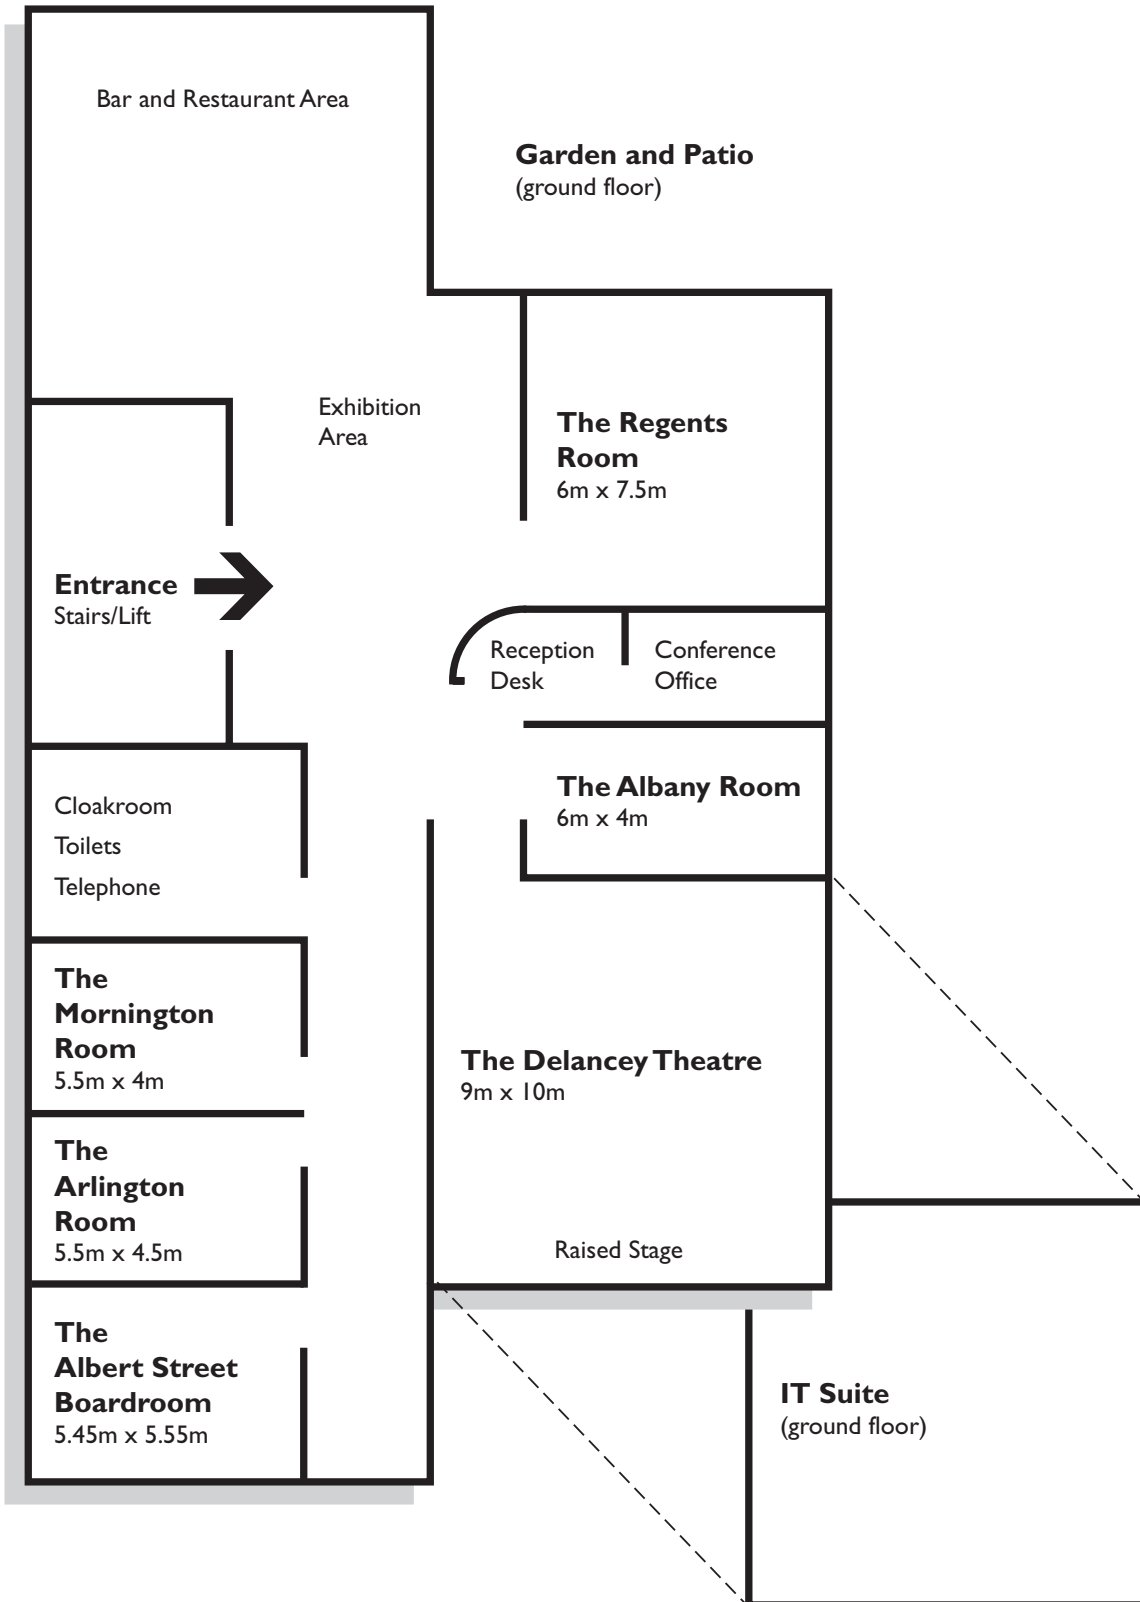 Bar and Restaurant Area
Garden and Patio
(ground floor)
Exhibition
Area
The Regents
Room
6m x 7.5m
Entrance
Stairs/Lift
Reception
Desk
Conference
Office
The Albany Room
6m x 4m
Cloakroom
Toilets
Telephone
The
Mornington
Room
5.5m x 4m
The Delancey Theatre
9m x 10m
The
Arlington
Room
5.5m x 4.5m
Raised Stage
The
Albert Street
Boardroom
5.45m x 5.55m
IT Suite
(ground floor)